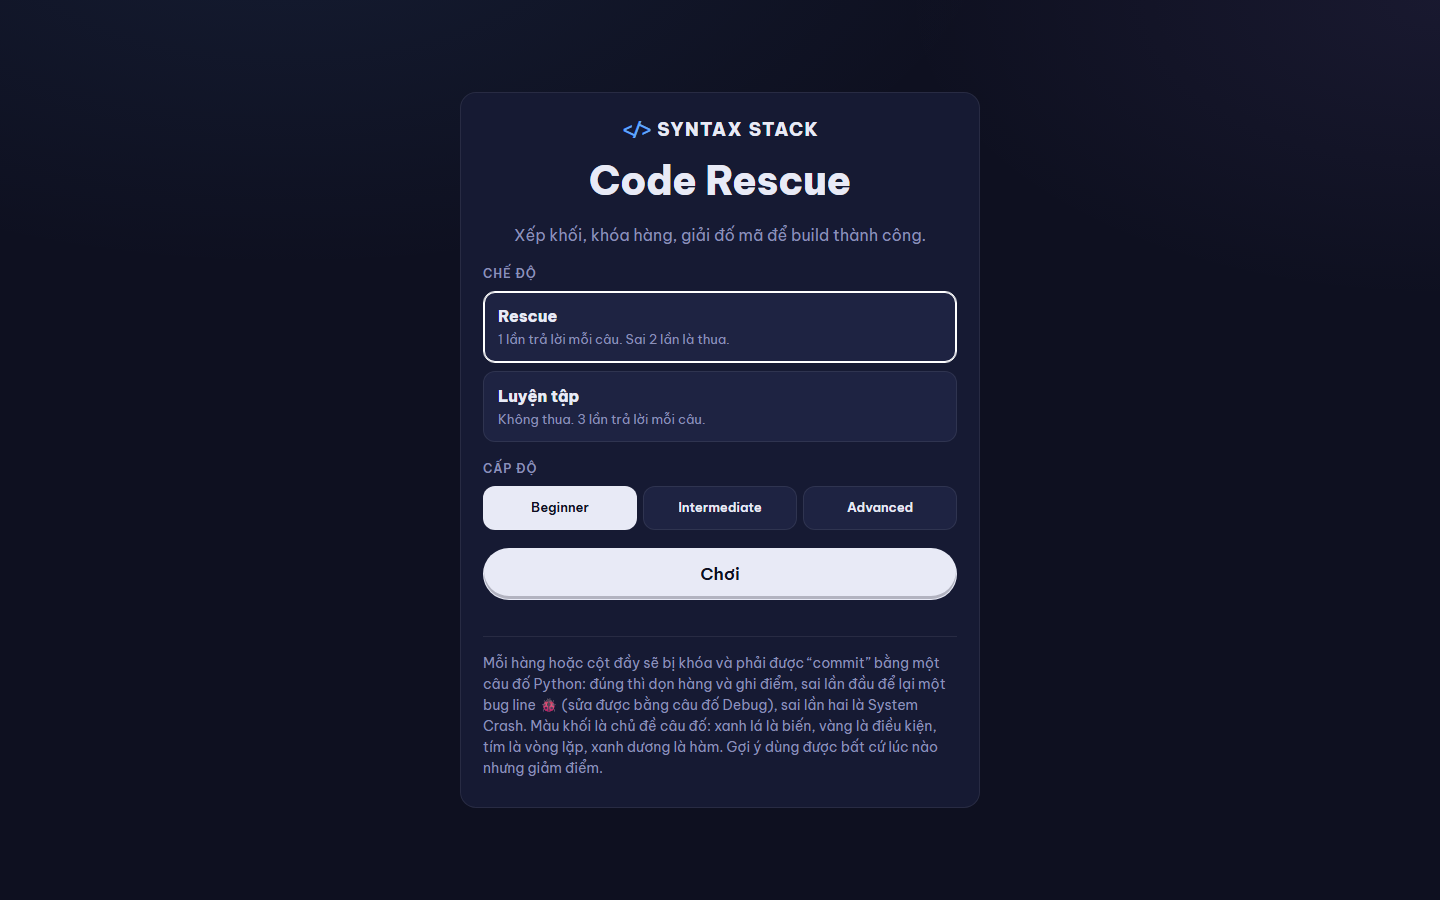 </> SYNTAX STACK
Code Rescue
Xếp khối, khóa hàng, giải đố mã để build thành công.
CHẾ ĐỘ
Rescue
1 lần trả lời mỗi câu. Sai 2 lần là thua.
Luyện tập
Không thua. 3 lần trả lời mỗi câu.
CẤP ĐỘ
Beginner Intermediate Advanced
Chơi
Mỗi hàng hoặc cột đầy sẽ bị khóa và phải được “commit” bằng một
câu đố Python: đúng thì dọn hàng và ghi điểm, sai lần đầu để lại một
bug line 🐞 (sửa được bằng câu đố Debug), sai lần hai là System
Crash. Màu khối là chủ đề câu đố: xanh lá là biến, vàng là điều kiện,
tím là vòng lặp, xanh dương là hàm. Gợi ý dùng được bất cứ lúc nào
nhưng giảm điểm.